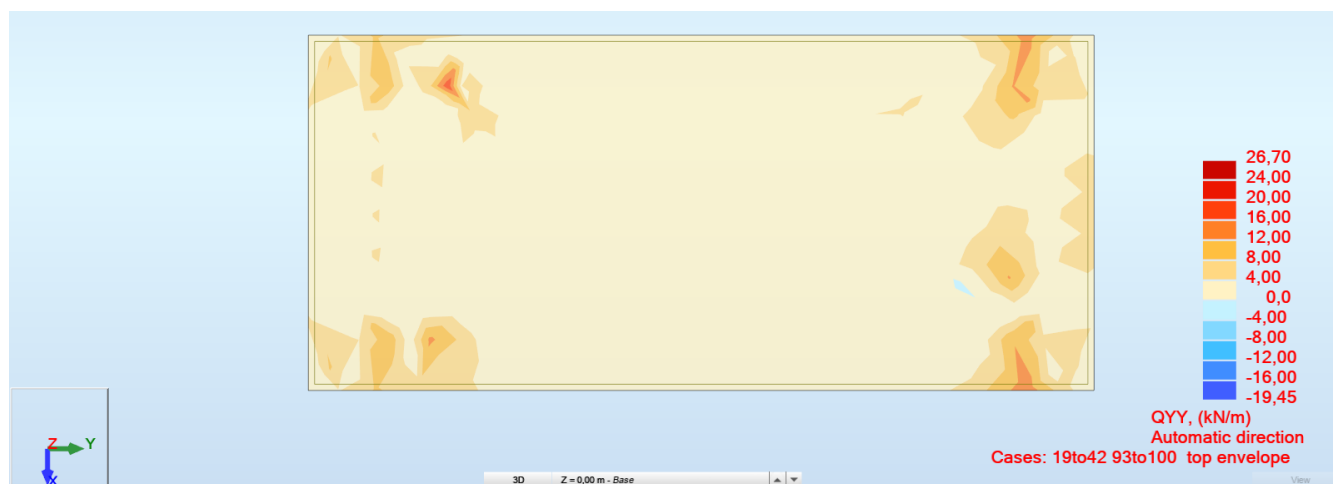 26,70
24,00
20,00
16,00
12,00
8,00
4,00
0,0
-4,00
-8,00
-12,00
-16,00
-19,45
QYY, (kN/m)
Automatic direction
Cases: 19to42 93to100 top envelope
Z Y
X
3D Z = 0,00 m - Base
View